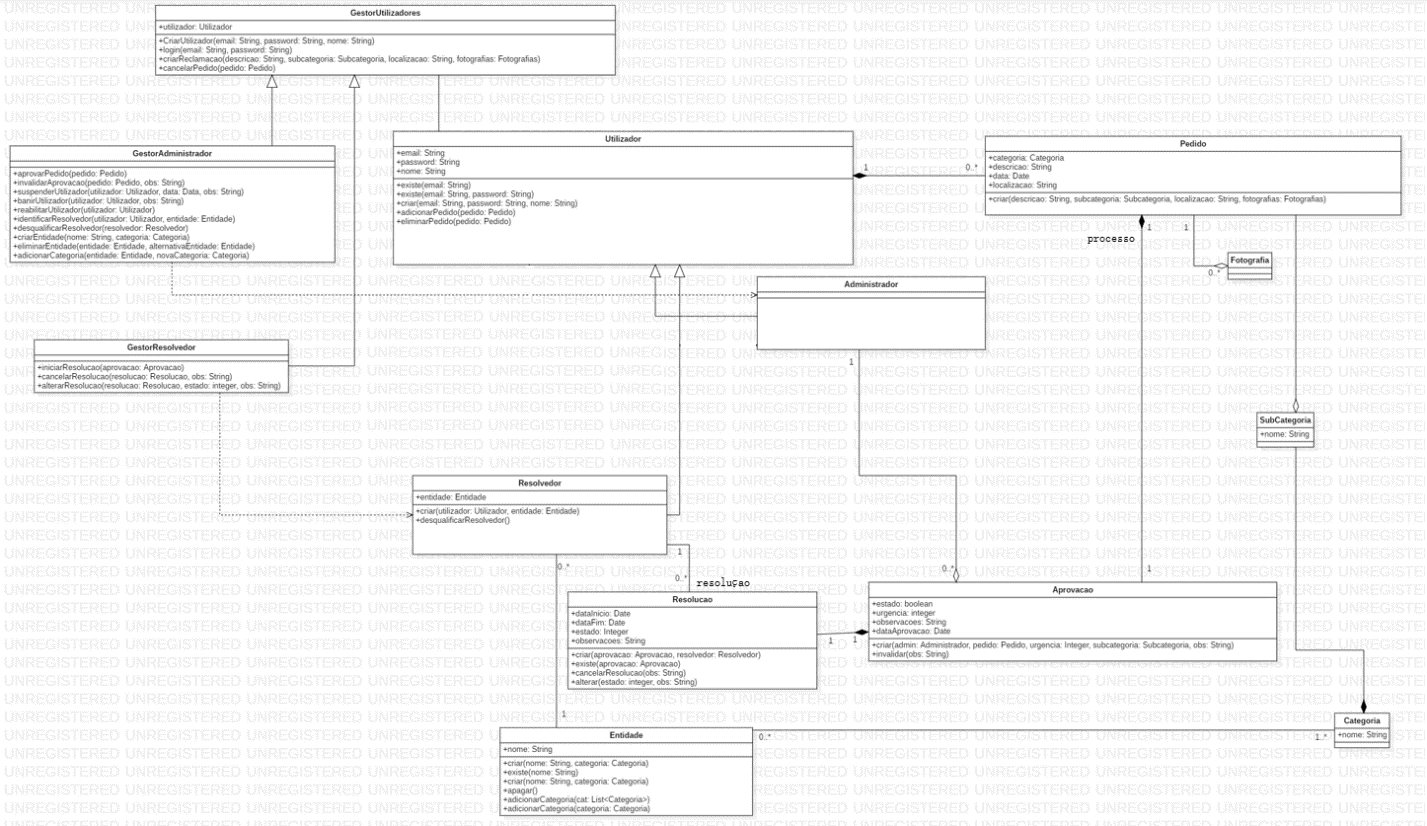 GestorUtilizadores
+utilizador: Utilizador
+CriarUtilizador(email: String, password: String, nome: String)
+login(email: String, password: String)
+criarReclamacao(descricao: String, subcategoria: Subcategoria, localizacao: String, fotografias: Fotografias)
+cancelarPedido(pedido: Pedido)
GestorAdministrador
+aprovarPedido(pedido: Pedido)
+invalidarAprovacao(pedido: Pedido, obs: String)
+suspenderUtilizador(utilizador: Utilizador, data: Data, obs: String)
+banirUtilizador(utilizador: Utilizador, obs: String)
+reabilitarUtilizador(utilizador: Utilizador)
+identificarResolvedor(utilizador: Utilizador, entidade: Entidade)
+desqualificarResolvedor(resolvedor: Resolvedor)
+criarEntidade(nome: String, categoria: Categoria)
+eliminarEntidade(entidade: Entidade, alternativaEntidade: Entidade)
+adicionarCategoria(entidade: Entidade, novaCategoria: Categoria)
Utilizador
+email: String
+password: String
+nome: String
+existe(email: String)
+existe(email: String, password: String)
+criar(email: String, password: String, nome: String)
+adicionarPedido(pedido: Pedido)
+eliminarPedido(pedido: Pedido)
1
0..*
Pedido
+categoria: Categoria
+descricao: String
+data: Date
+localizacao: String
+criar(descricao: String, subcategoria: Subcategoria, localizacao: String, fotografias: Fotografias)
processo
1
1
0..*
Fotografia
Administrador
1
GestorResolvedor
+iniciarResolucao(aprovacao: Aprovacao)
+cancelarResolucao(resolucao: Resolucao, obs: String)
+alterarResolucao(resolucao: Resolucao, estado: integer, obs: String)
SubCategoria
+nome: String
Resolvedor
+entidade: Entidade
+criar(utilizador: Utilizador, entidade: Entidade)
+desqualificarResolvedor()
0..*
1
0..*
resolução
Resolucao
+dataInicio: Date
+dataFim: Date
+estado: Integer
+observacoes: String
+criar(aprovacao: Aprovacao, resolvedor: Resolvedor)
+existe(aprovacao: Aprovacao)
+cancelarResolucao(obs: String)
+alterar(estado: integer, obs: String)
1
1
0..*
1
Aprovacao
+estado: boolean
+urgencia: integer
+observacoes: String
+dataAprovacao: Date
+criar(admin: Administrador, pedido: Pedido, urgencia: Integer, subcategoria: Subcategoria, obs: String)
+invalidar(obs: String)
1
Entidade
+nome: String
+criar(nome: String, categoria: Categoria)
+existe(nome: String)
+criar(nome: String, categoria: Categoria)
+apagar()
+adicionarCategoria(cat: List<Categoria>)
+adicionarCategoria(categoria: Categoria)
0..*
1..*
Categoria
+nome: String
UNREGISTERED